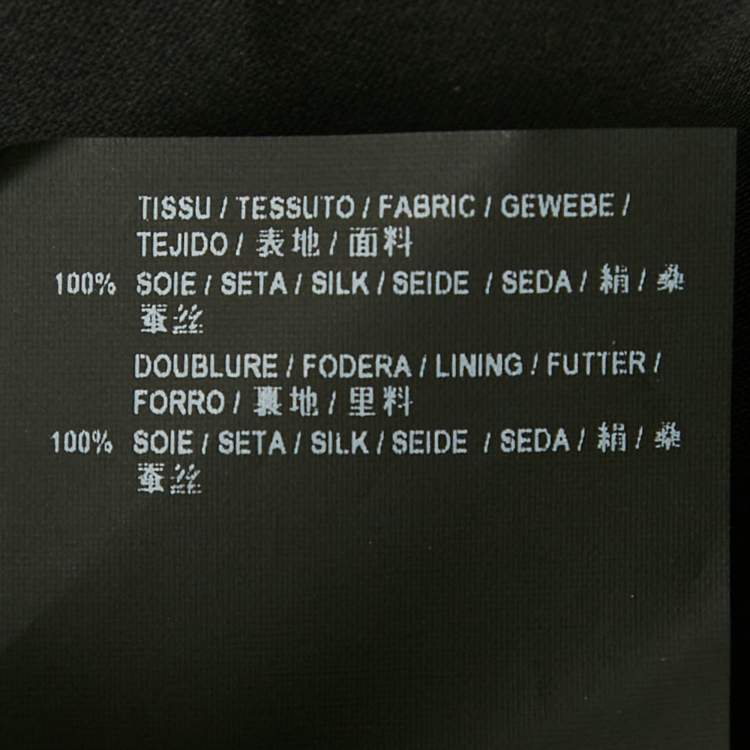 TISSU / TESSUTO / FABRIC / GEWEBE /
TEJIDO / 表地 / 面料
100% SOIE / SETA / SILK / SEIDE / SEDA / 絹 / 桑
蚕丝
DOUBLURE / FODERA / LINING / FUTTER /
FORRO / 裏地 / 里料
100% SOIE / SETA / SILK / SEIDE / SEDA / 絹 / 桑
蚕丝